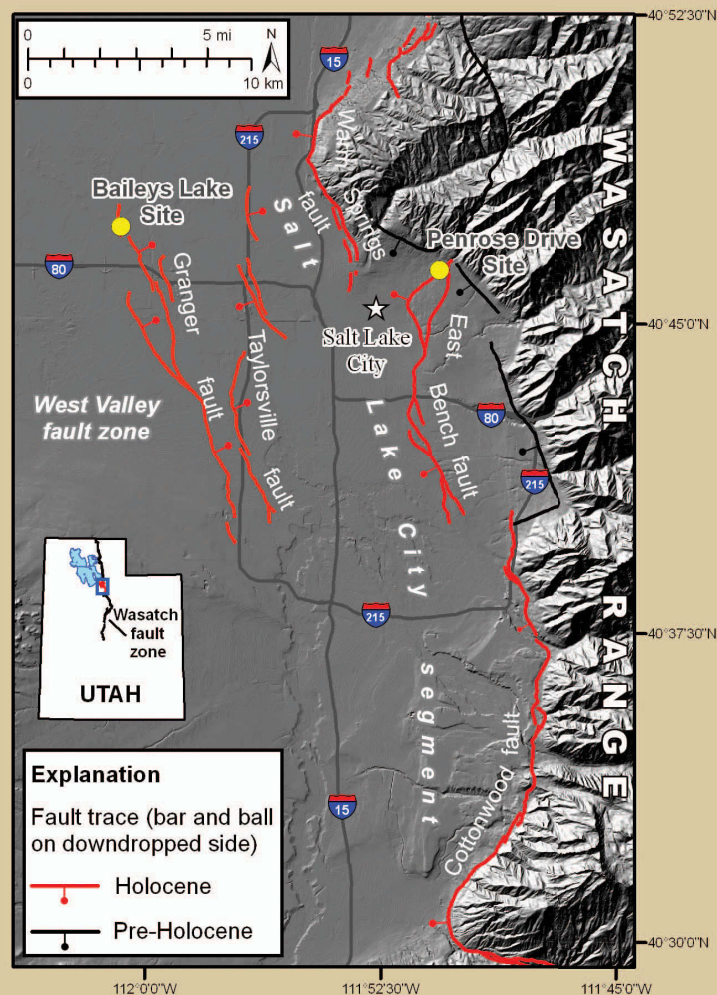 0 5 mi N
0 10 km
40°52'30"N
15
215
Warm Springs
fault
WASATCH RANGE
Baileys Lake
Site
Salt Lake City segment
Penrose Drive
Site
80
Granger
fault
40°45'0"N
Salt Lake
City
East
Bench fault
Taylorsville
fault
West Valley
fault zone
80
215
Wasatch
fault
zone
UTAH
215
40°37'30"N
Cottonwood fault
15
Explanation
Fault trace (bar and ball
on downdropped side)
Holocene
Pre-Holocene
40°30'0"N
112°0'0"W 111°52'30"W 111°45'0"W